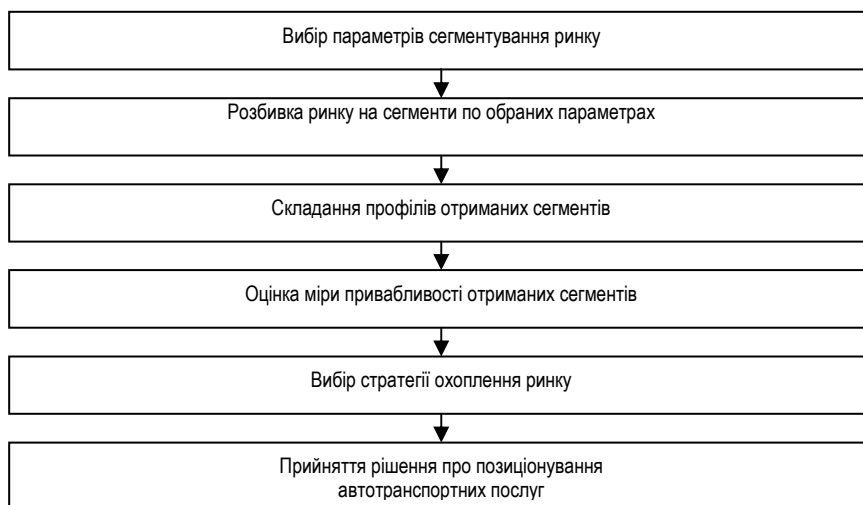 Вибір параметрів сегментування ринку
Розбивка ринку на сегменти по обраних параметрах
Складання профілів отриманих сегментів
Оцінка міри привабливості отриманих сегментів
Вибір стратегії охоплення ринку
Прийняття рішення про позиціонування
автотранспортних послуг